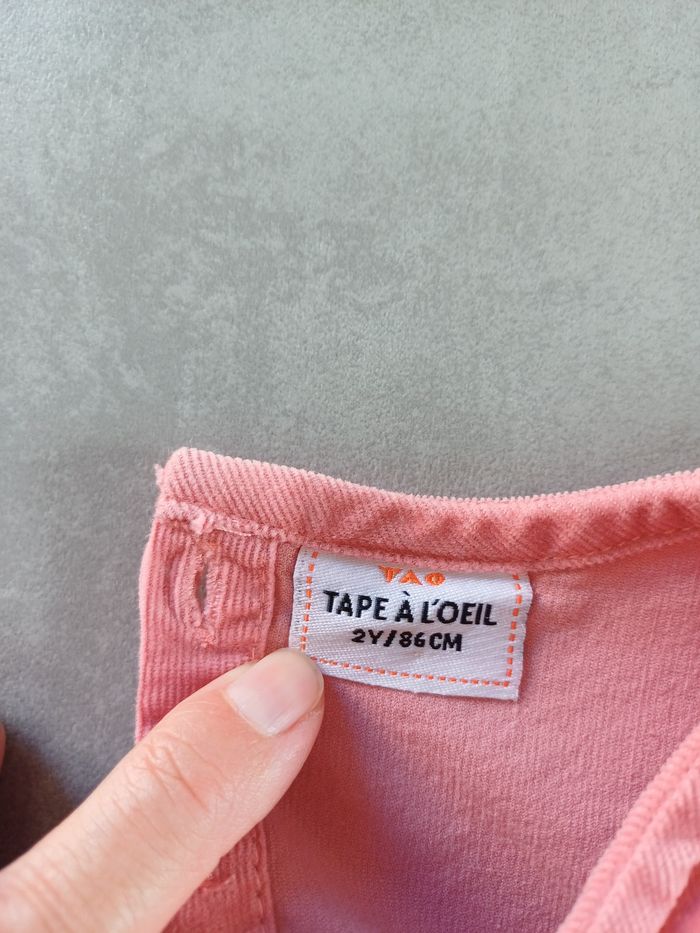 TAO
TAPE À L'OEIL
2Y/86CM